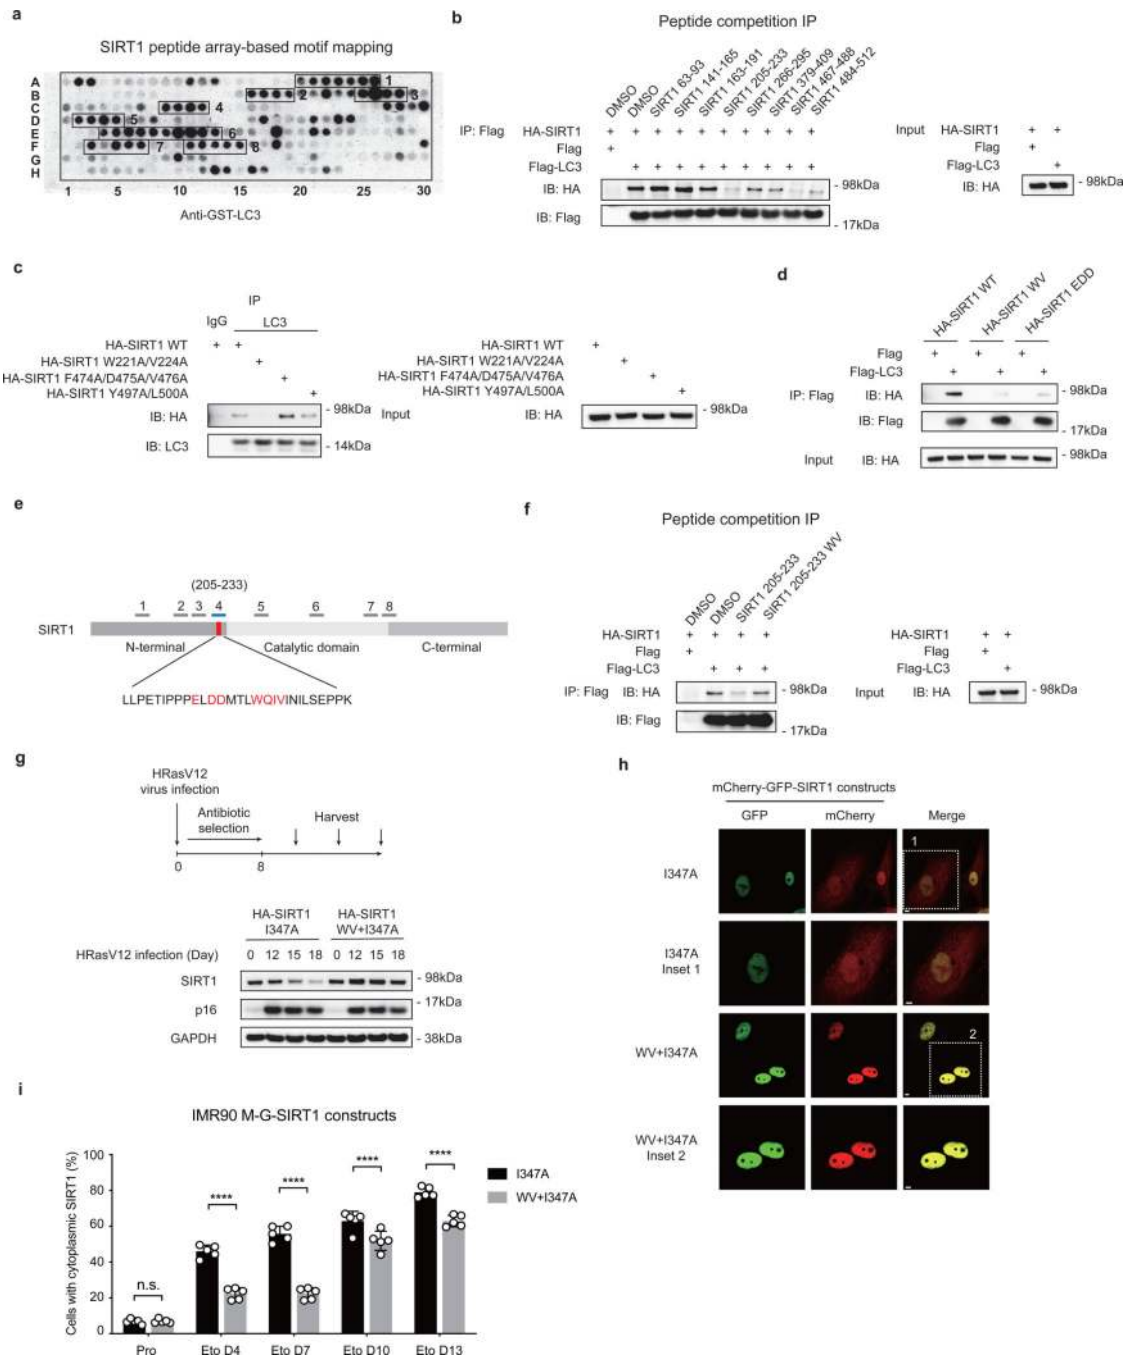 a
SIRT1 peptide array-based motif mapping
A
B
C
D
E
F
G
H
1 2 3 4 5 6 7 8
1 5 10 15 20 25 30
Anti-GST-LC3
b
Peptide competition IP
DMSO
DMSO
SIRT1 63-93
SIRT1 141-165
SIRT1 163-191
SIRT1 205-233
SIRT1 266-295
SIRT1 379-409
SIRT1 467-488
SIRT1 484-512
IP: Flag HA-SIRT1 + + + + + + + + + +
Flag +
Flag-LC3 + + + + + + + + +
IB: HA - 98kDa
IB: Flag - 17kDa
Input HA-SIRT1 + +
Flag +
Flag-LC3 +
IB: HA - 98kDa
c
IP
IgG LC3
HA-SIRT1 WT + +
HA-SIRT1 W221A/V224A +
HA-SIRT1 F474A/D475A/V476A +
HA-SIRT1 Y497A/L500A +
IB: HA - 98kDa
IB: LC3 - 14kDa
HA-SIRT1 WT +
HA-SIRT1 W221A/V224A +
HA-SIRT1 F474A/D475A/V476A +
HA-SIRT1 Y497A/L500A +
Input IB: HA - 98kDa
d
HA-SIRT1 WT
HA-SIRT1 WV
HA-SIRT1 EDD
Flag + + +
Flag-LC3 + + +
IP: Flag IB: HA - 98kDa
IB: Flag - 17kDa
Input IB: HA - 98kDa
e
(205-233)
1 2 3 4 5 6 7 8
SIRT1
N-terminal Catalytic domain C-terminal
LLPETIPPPELDDMTLWQIVINILSEPPK
f
Peptide competition IP
DMSO
DMSO
SIRT1 205-233
SIRT1 205-233 WV
HA-SIRT1 + + + +
Flag +
Flag-LC3 + + +
IP: Flag IB: HA - 98kDa
IB: Flag - 17kDa
HA-SIRT1 + +
Flag +
Flag-LC3 +
Input IB: HA - 98kDa
g
HRasV12
virus infection
Antibiotic
selection
Harvest
0 8
HA-SIRT1 HA-SIRT1
I347A WV+I347A
HRasV12 infection (Day) 0 12 15 18 0 12 15 18
SIRT1 - 98kDa
p16 - 17kDa
GAPDH - 38kDa
h
mCherry-GFP-SIRT1 constructs
GFP mCherry Merge
I347A
1
I347A
Inset 1
WV+I347A
2
WV+I347A
Inset 2
i
IMR90 M-G-SIRT1 constructs
Cells with cytoplasmic SIRT1 (%)
100
80
60
40
20
0
n.s.
****
****
****
****
I347A
WV+I347A
Pro Eto D4 Eto D7 Eto D10 Eto D13